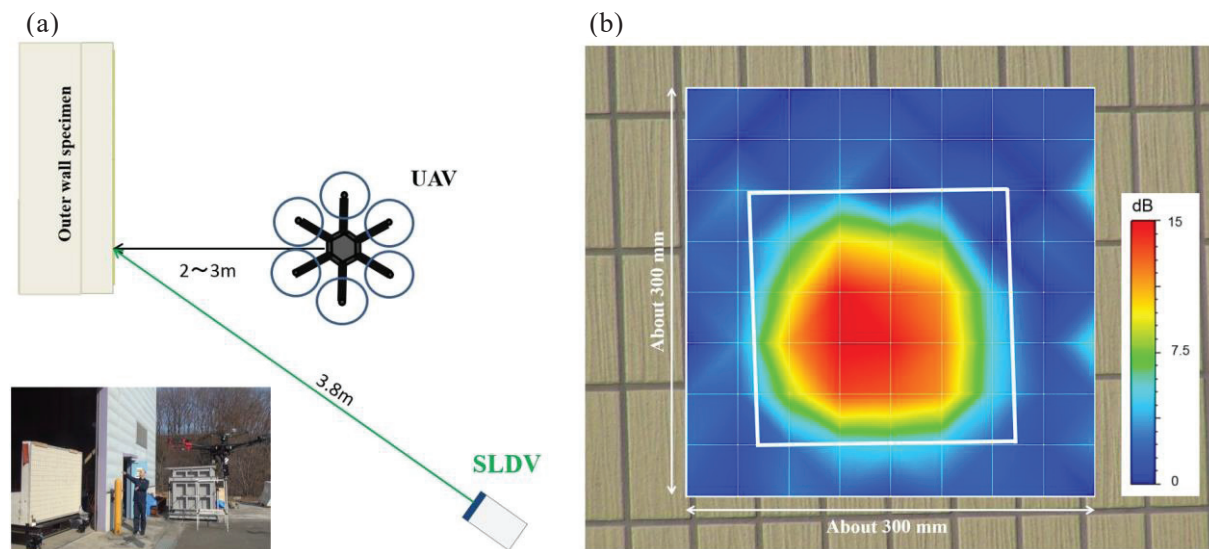 (a)
Outer wall specimen
UAV
2～3m
3.8m
SLDV
(b)
About 300 mm
About 300 mm
dB
15
7.5
0